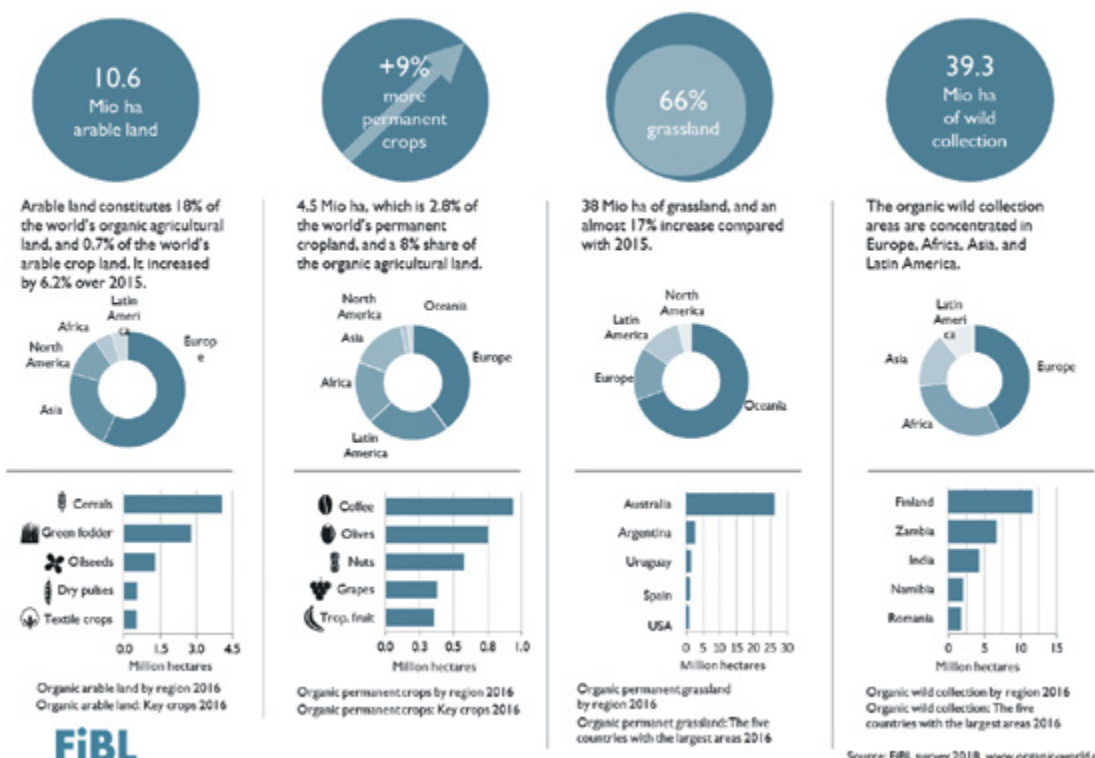 10.6
Mio ha
arable land
Arable land constitutes 18% of
the world's organic agricultural
land, and 0.7% of the world's
arable crop land. It increased
by 6.2% over 2015.
Latin
Ameri
ca
Africa
North
America
Asia
Europ
e
Cereals
Green fodder
Oilseeds
Dry pulses
Textile crops
0.0 1.5 3.0 4.5
Million hectares
Organic arable land by region 2016
Organic arable land: Key crops 2016
FiBL
+9%
more
permanent
crops
4.5 Mio ha, which is 2.8% of
the world's permanent
cropland, and a 8% share of
the organic agricultural land.
North
America
Oceania
Asia
Europe
Africa
Latin
America
Coffee
Olives
Nuts
Grapes
Trop. fruit
0.0 0.3 0.5 0.8 1.0
Million hectares
Organic permanent crops by region 2016
Organic permanent crops: Key crops 2016
66%
grassland
38 Mio ha of grassland, and an
almost 17% increase compared
with 2015.
North
America
Latin
America
Europe
Oceania
Australia
Argentina
Uruguay
Spain
USA
0 5 10 15 20 25 30
Million hectares
Organic permanent grassland
by region 2016
Organic permanet grassland: The five
countries with the largest areas 2016
39.3
Mio ha
of wild
collection
The organic wild collection
areas are concentrated in
Europe, Africa, Asia, and
Latin America.
Latin
Ameri
ca
Asia
Europe
Africa
Finland
Zambia
India
Namibia
Romania
0 5 10 15
Million hectares
Organic wild collection by region 2016
Organic wild collection: The five
countries with the largest areas 2016
Source: FiBL survey 2018, www.organic-world.